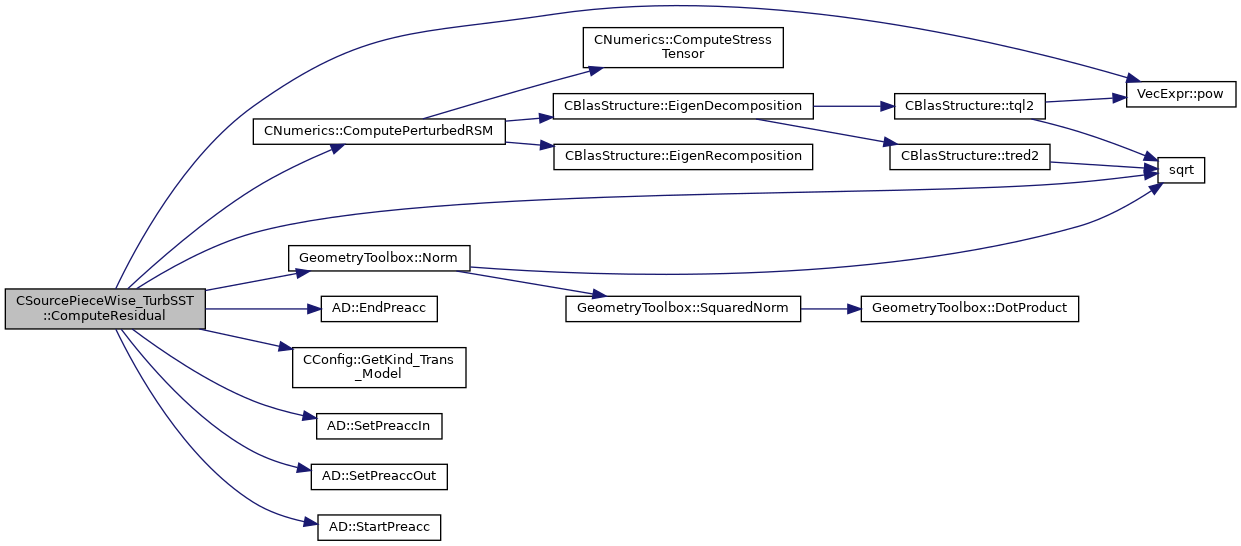 CSourcePieceWise_TurbSST
::ComputeResidual
CNumerics::ComputePerturbedRSM
CNumerics::ComputeStress
Tensor
CBlasStructure::EigenDecomposition
CBlasStructure::EigenRecomposition
CBlasStructure::tql2
CBlasStructure::tred2
VecExpr::pow
sqrt
GeometryToolbox::Norm
GeometryToolbox::SquaredNorm
GeometryToolbox::DotProduct
AD::EndPreacc
CConfig::GetKind_Trans
_Model
AD::SetPreaccIn
AD::SetPreaccOut
AD::StartPreacc